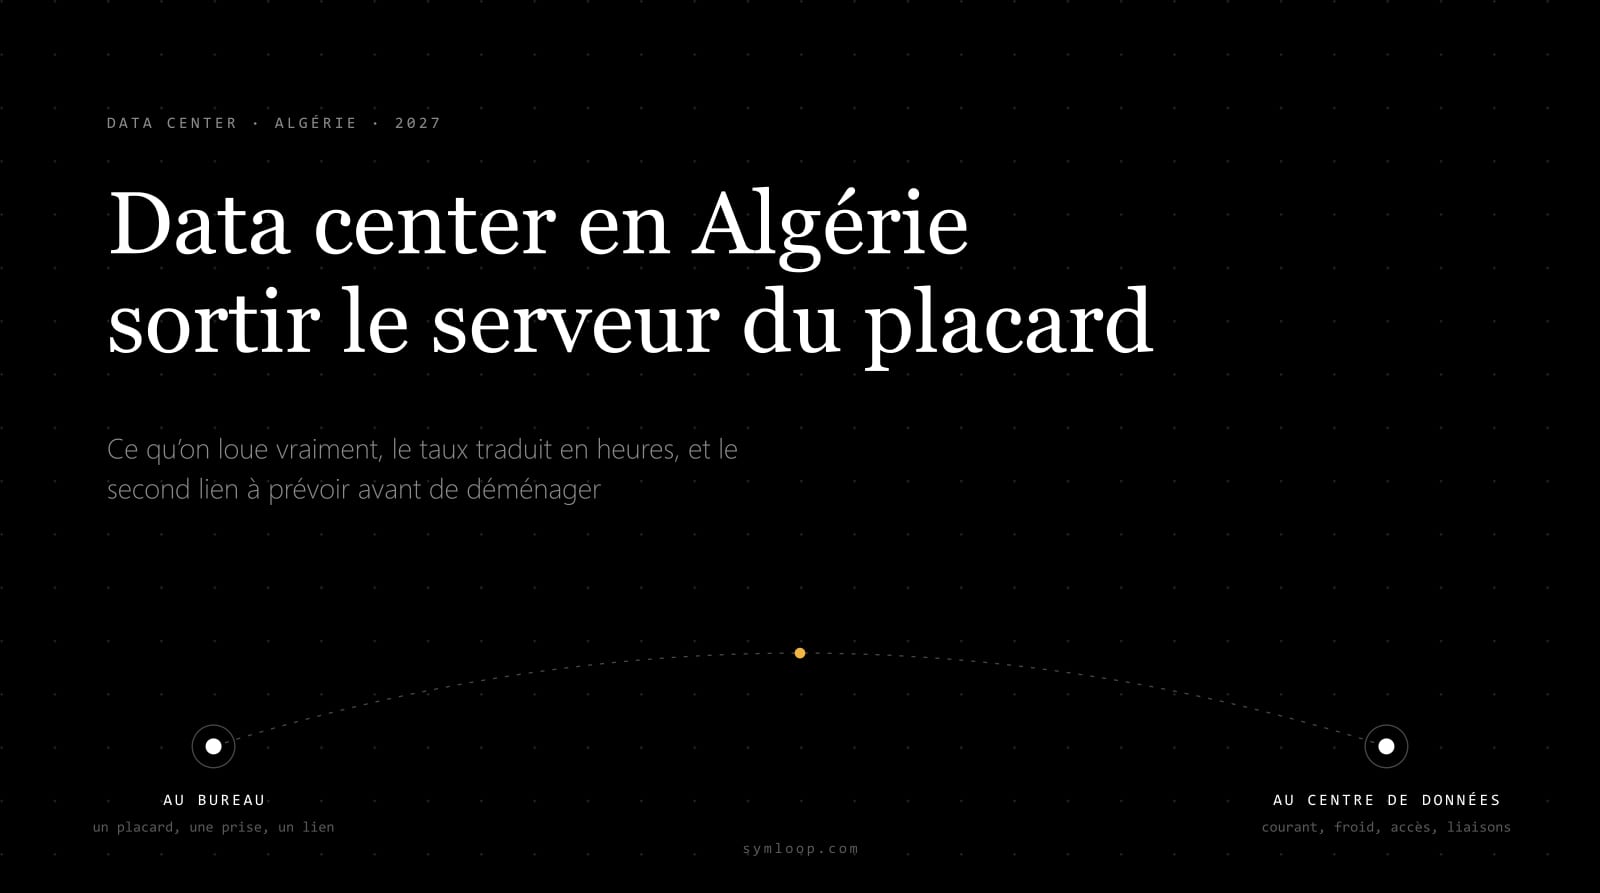 DATA CENTER · ALGÉRIE · 2027
Data center en Algérie
sortir le serveur du placard
Ce qu’on loue vraiment, le taux traduit en heures, et le
second lien à prévoir avant de déménager
AU BUREAU
un placard, une prise, un lien
AU CENTRE DE DONNÉES
courant, froid, accès, liaisons
symloop.com